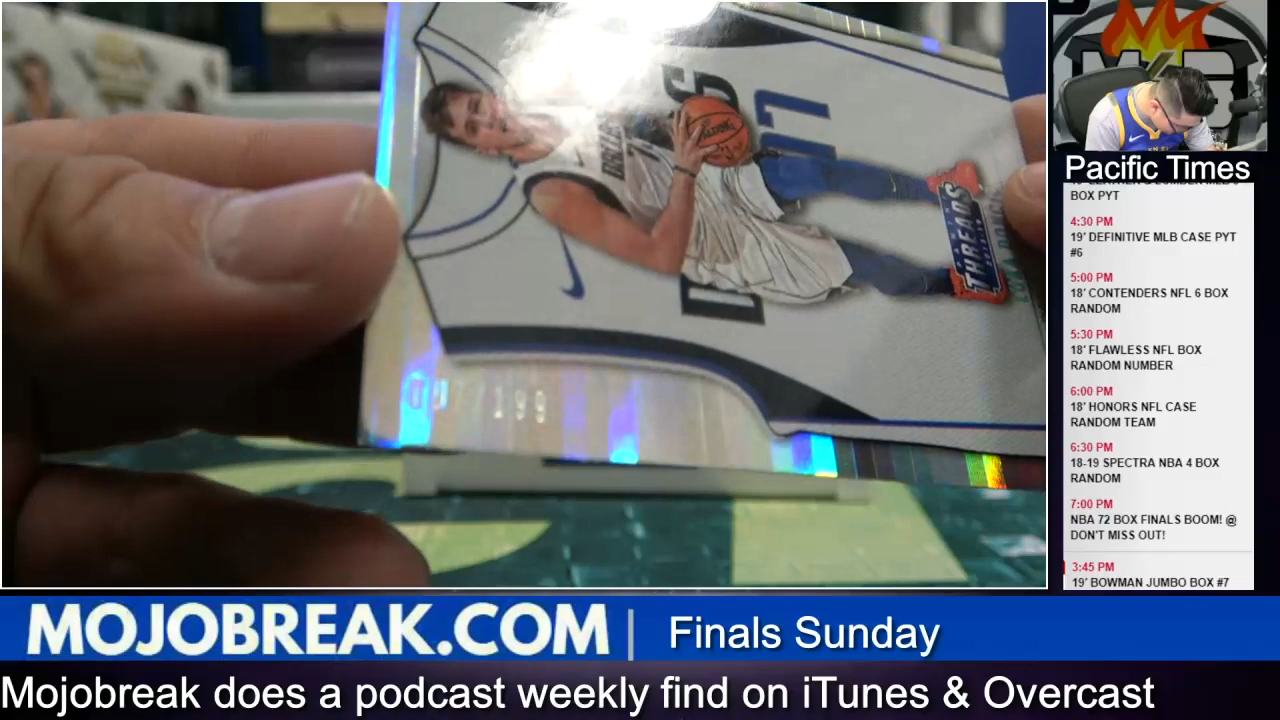 Pacific Times
BOX PYT
4:30 PM
19' DEFINITIVE MLB CASE PYT
#6
5:00 PM
18' CONTENDERS NFL 6 BOX
RANDOM
5:30 PM
18' FLAWLESS NFL BOX
RANDOM NUMBER
6:00 PM
18' HONORS NFL CASE
RANDOM TEAM
6:30 PM
18-19 SPECTRA NBA 4 BOX
RANDOM
7:00 PM
NBA 72 BOX FINALS BOOM! @
DON'T MISS OUT!
3:45 PM
19' BOWMAN JUMBO BOX #7
SPALDING
THREADS
199
MOJOBREAK.COM | Finals Sunday
Mojobreak does a podcast weekly find on iTunes & Overcast